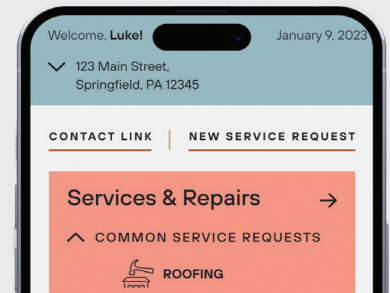 Welcome, Luke! January 9, 2023
123 Main Street,
Springfield, PA 12345
CONTACT LINK | NEW SERVICE REQUEST
Services & Repairs
COMMON SERVICE REQUESTS
ROOFING